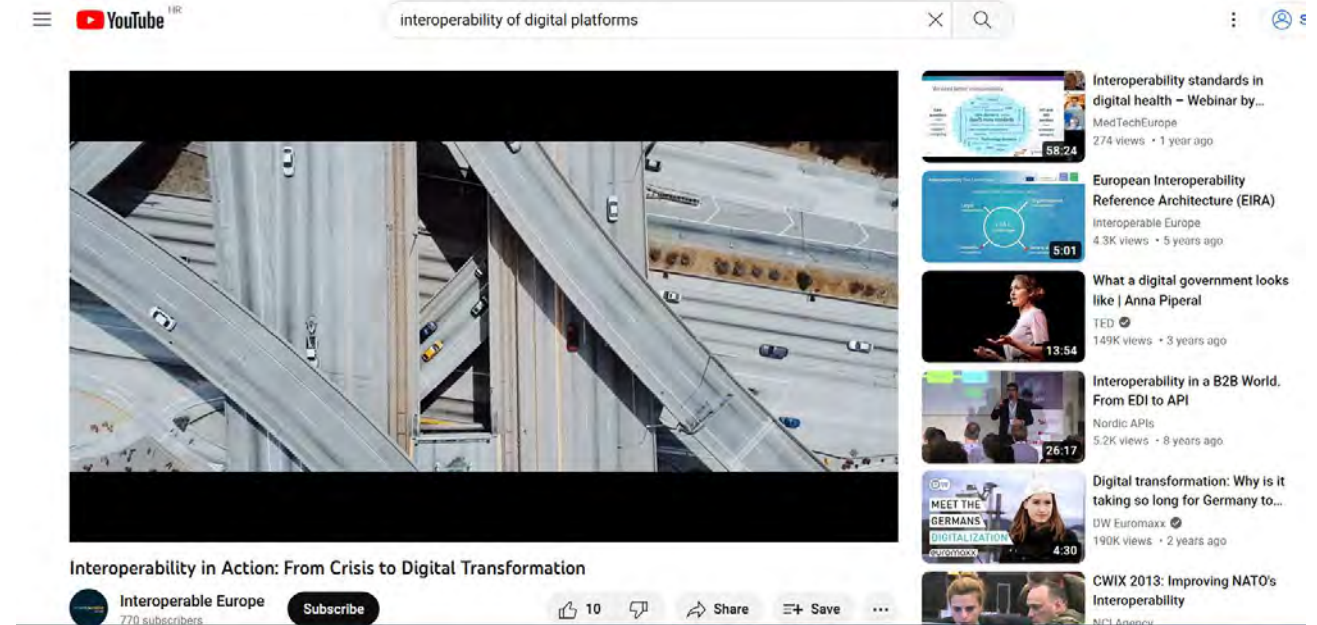 YouTube HR
interoperability of digital platforms
Interoperability in Action: From Crisis to Digital Transformation
Interoperable Europe
770 subscribers
Subscribe
10
Share
Save
58:24
Interoperability standards in
digital health – Webinar by...
MedTechEurope
274 views • 1 year ago
5:01
European Interoperability
Reference Architecture (EIRA)
Interoperable Europe
4.3K views • 5 years ago
13:54
What a digital government looks
like | Anna Piperal
TED
149K views • 3 years ago
26:17
Interoperability in a B2B World.
From EDI to API
Nordic APIs
5.2K views • 8 years ago
MEET THE
GERMANS
DIGITALIZATION
euromaxx
4:30
Digital transformation: Why is it
taking so long for Germany to...
DW Euromaxx
190K views • 2 years ago
CWIX 2013: Improving NATO's
Interoperability
NCI Agency